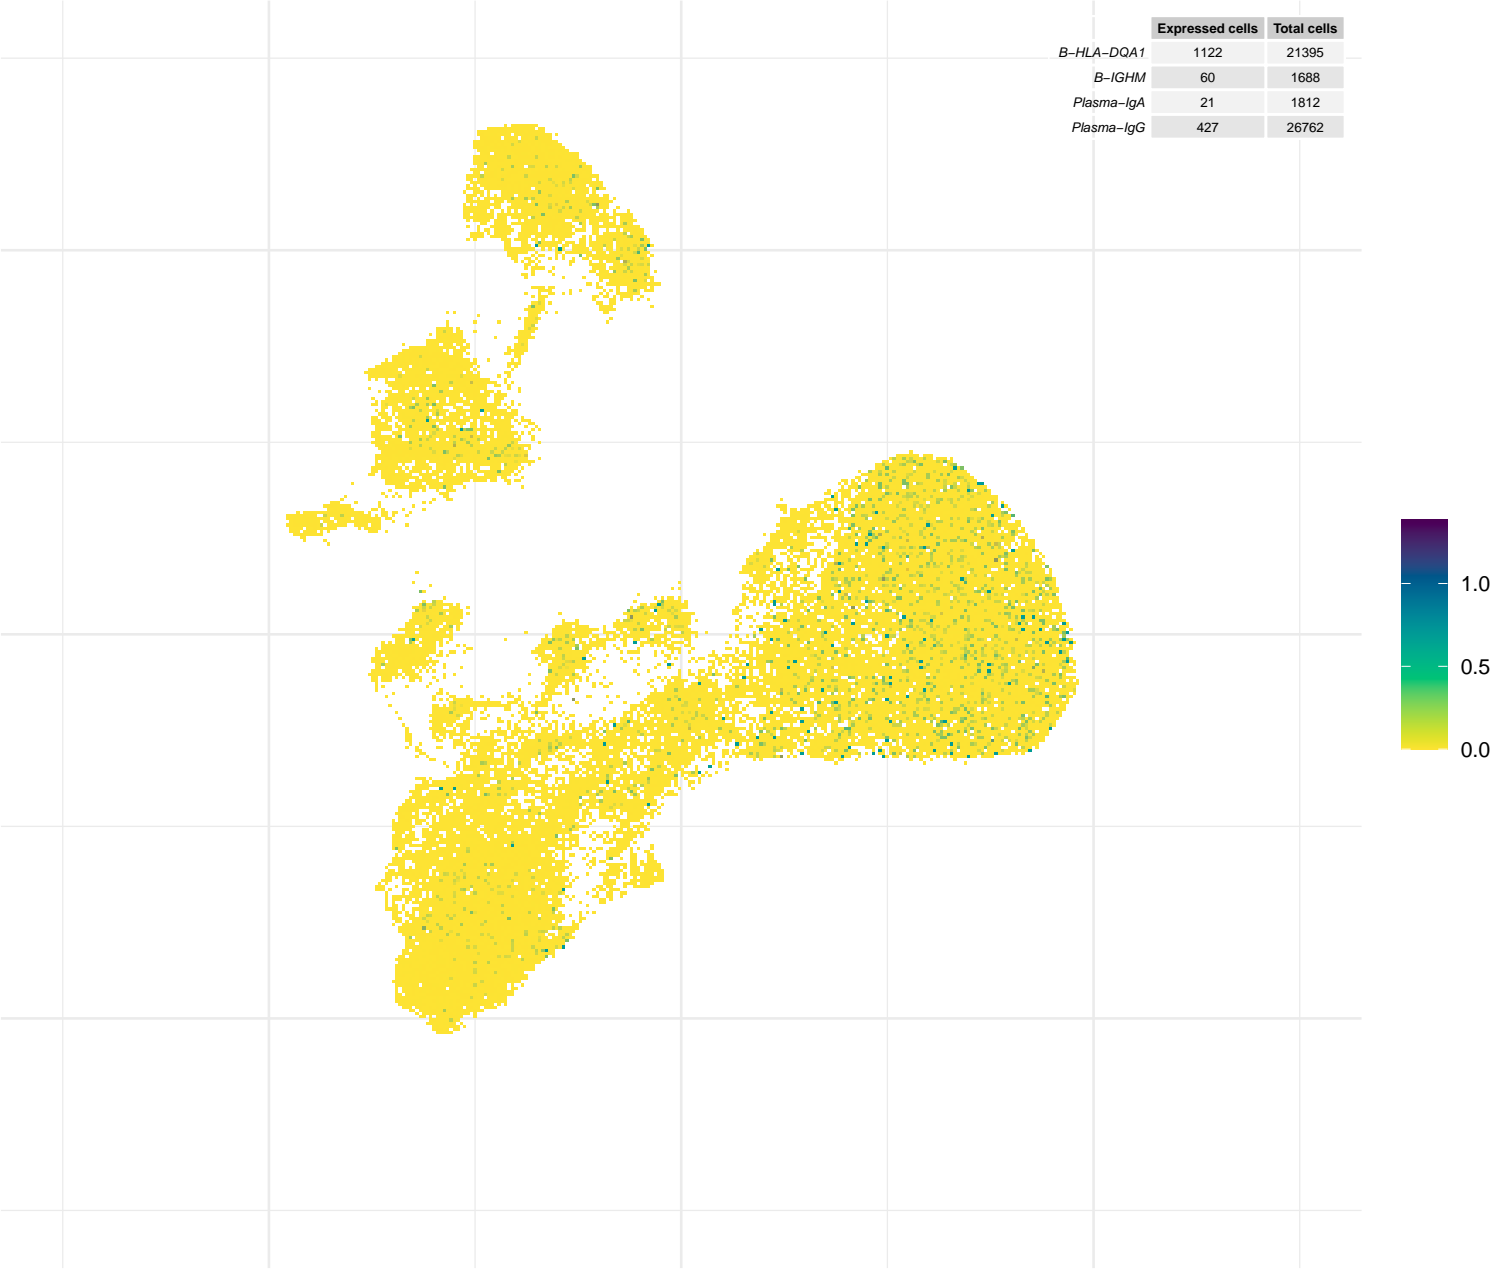 Expressed cells Total cells
B−HLA−DQA1 1122 21395
B−IGHM 60 1688
Plasma−IgA 21 1812
Plasma−IgG 427 26762
1.0
0.5
0.0